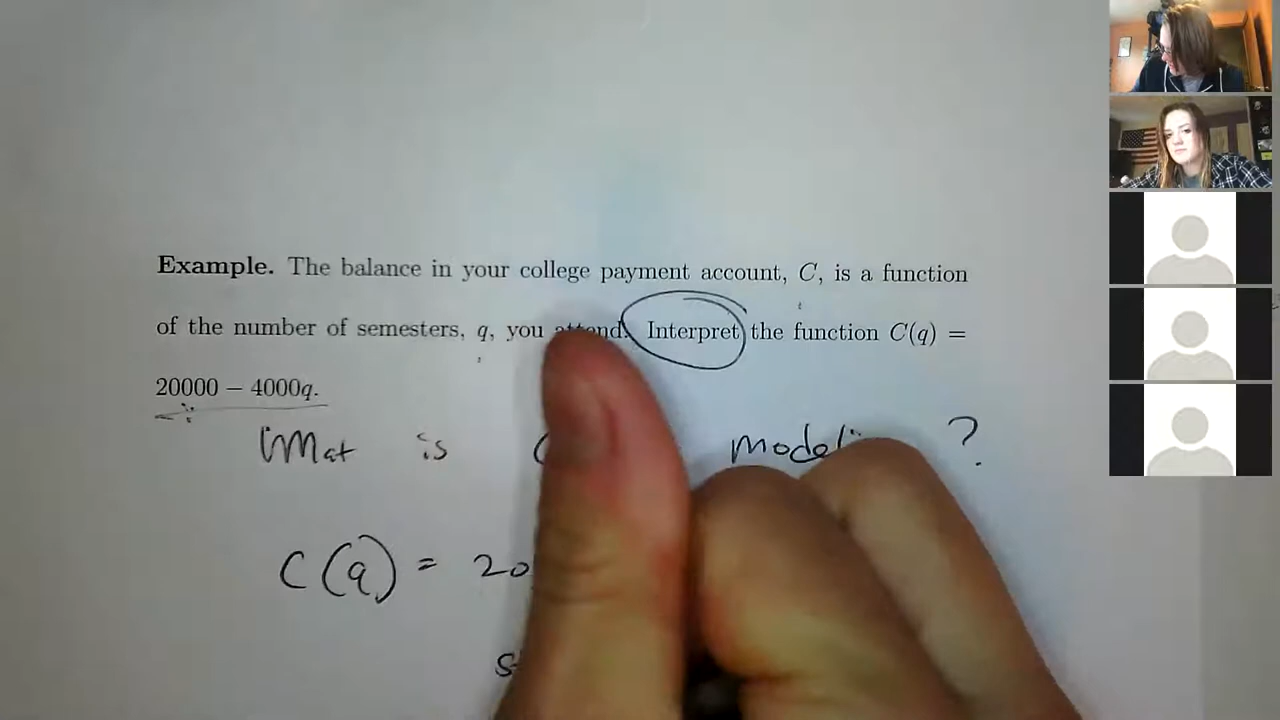 Example. The balance in your college payment account, C, is a function
of the number of semesters, q, you attend. Interpret the function C(q) =
20000 − 4000q.
What is ?
C(q) = 20